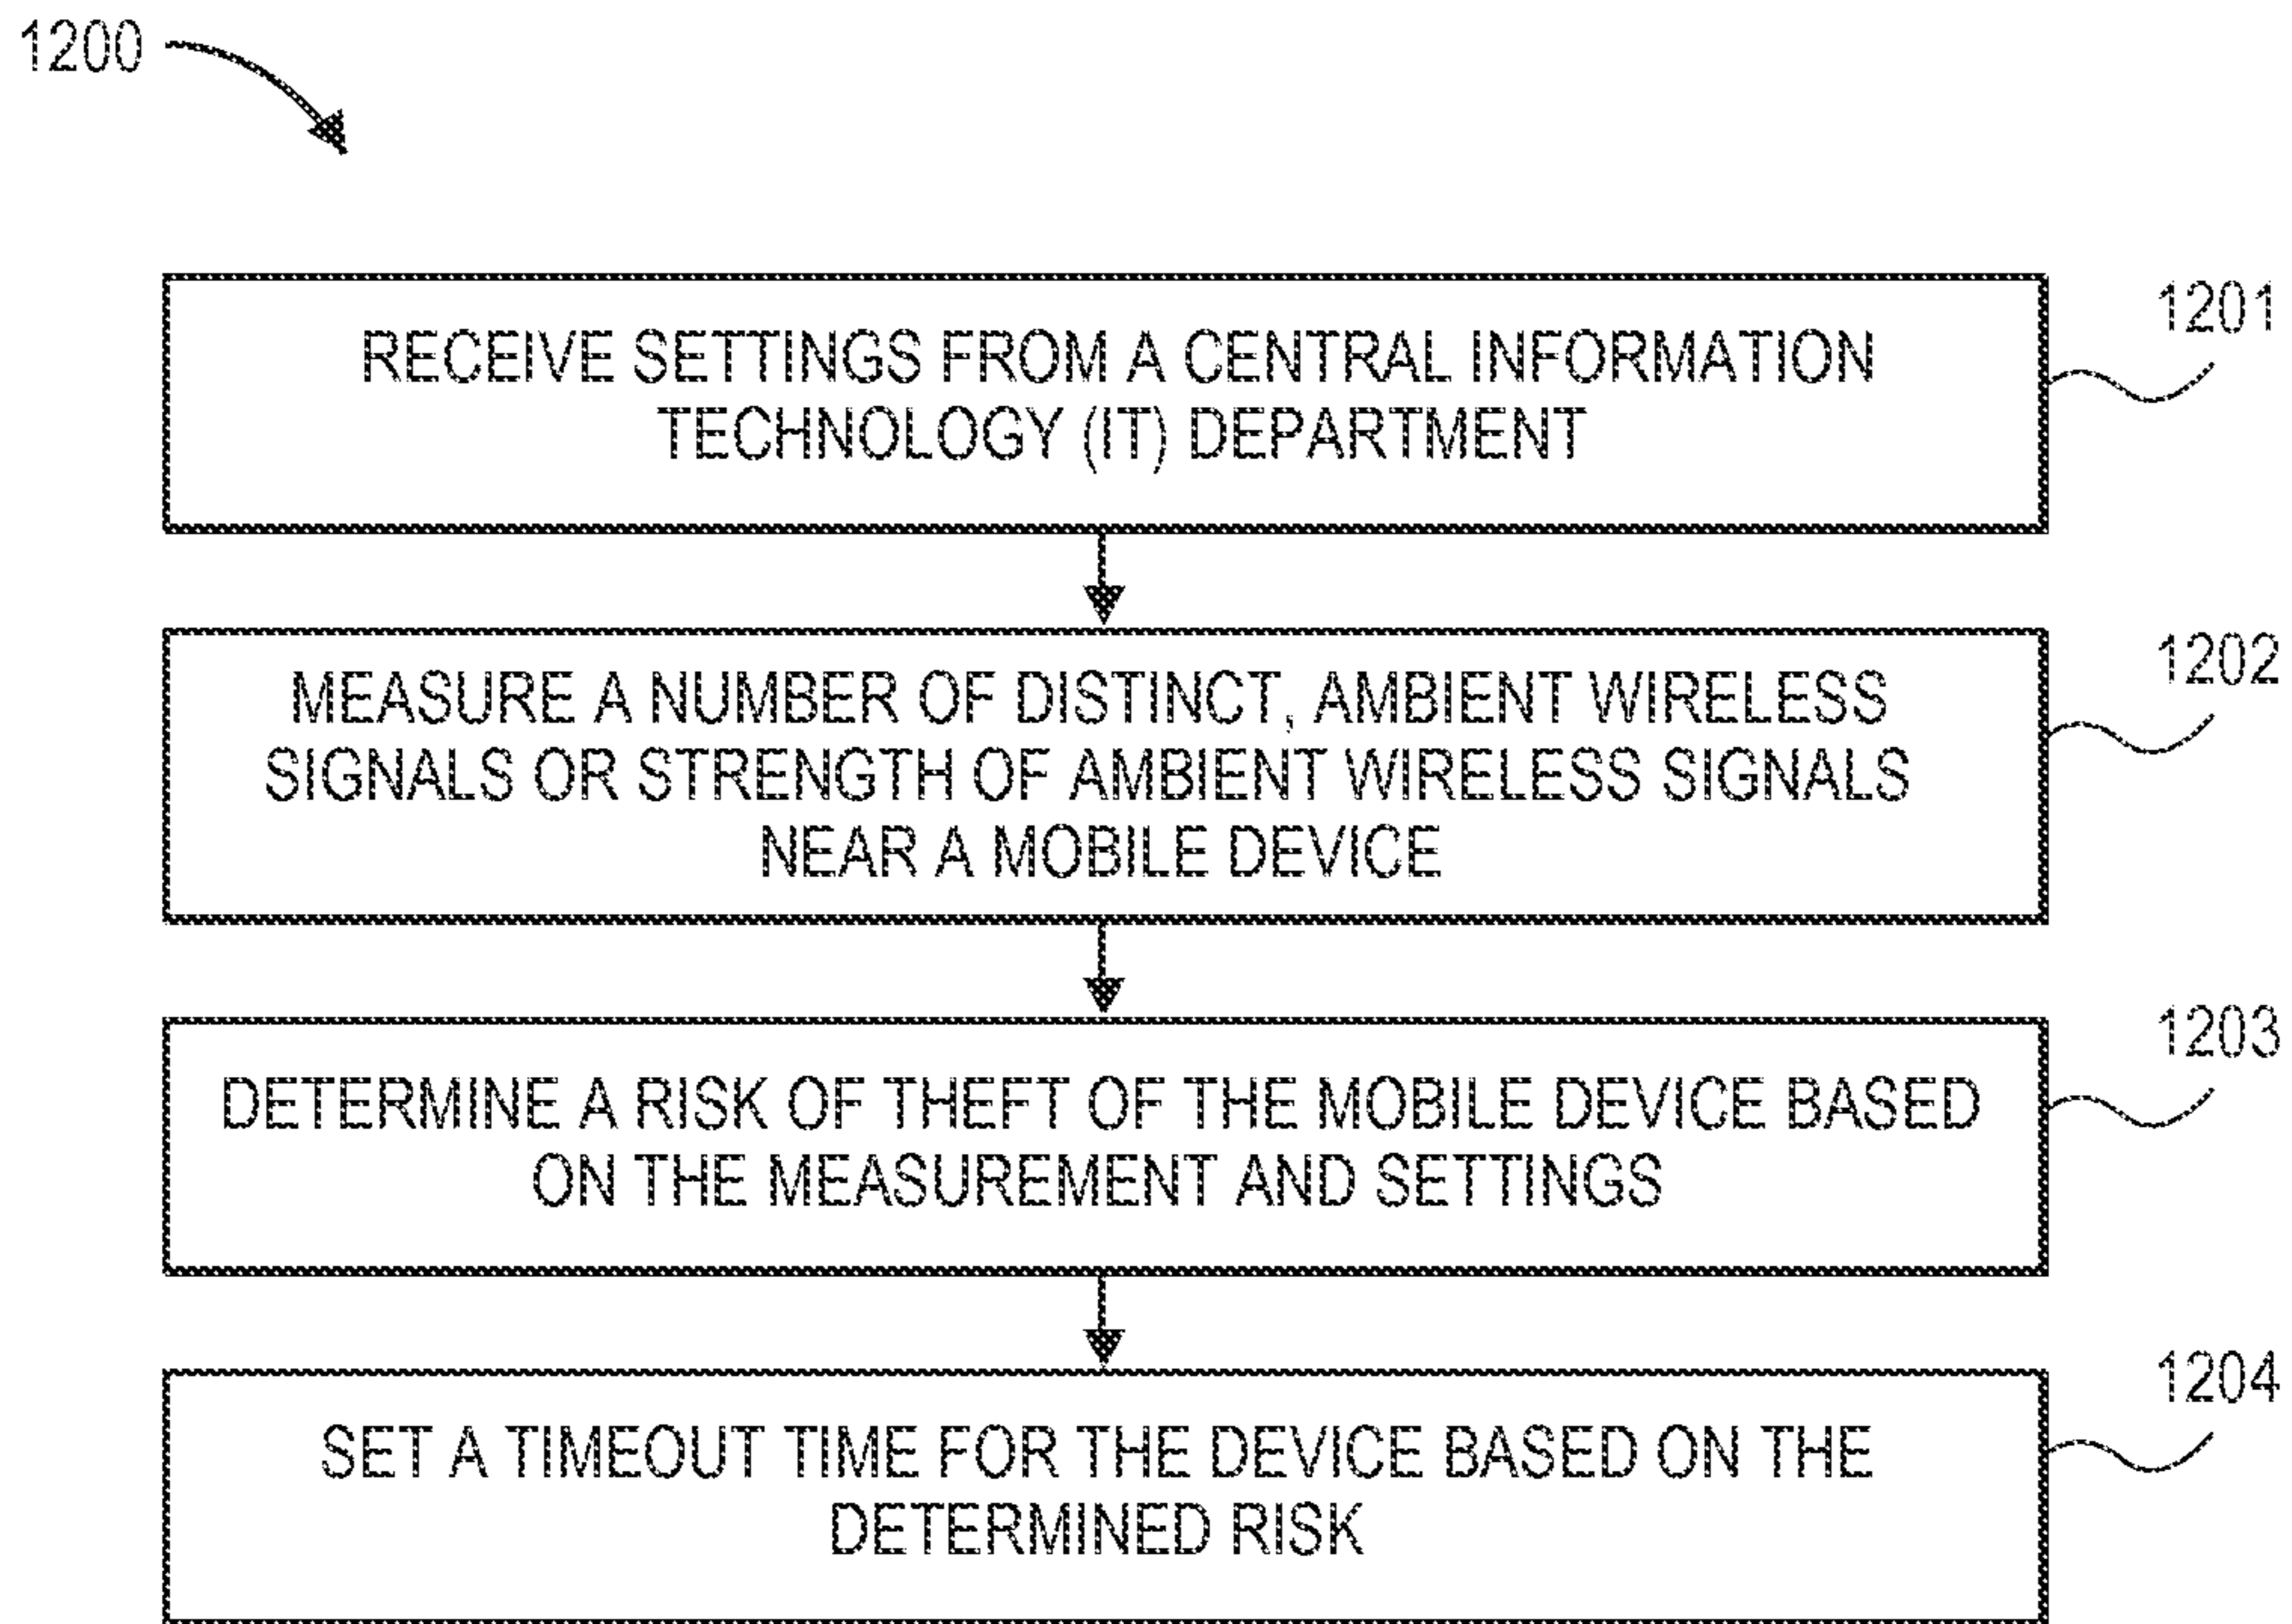 1200
RECEIVE SETTINGS FROM A CENTRAL INFORMATION
TECHNOLOGY (IT) DEPARTMENT
1201
MEASURE A NUMBER OF DISTINCT, AMBIENT WIRELESS
SIGNALS OR STRENGTH OF AMBIENT WIRELESS SIGNALS
NEAR A MOBILE DEVICE
1202
DETERMINE A RISK OF THEFT OF THE MOBILE DEVICE BASED
ON THE MEASUREMENT AND SETTINGS
1203
SET A TIMEOUT TIME FOR THE DEVICE BASED ON THE
DETERMINED RISK
1204